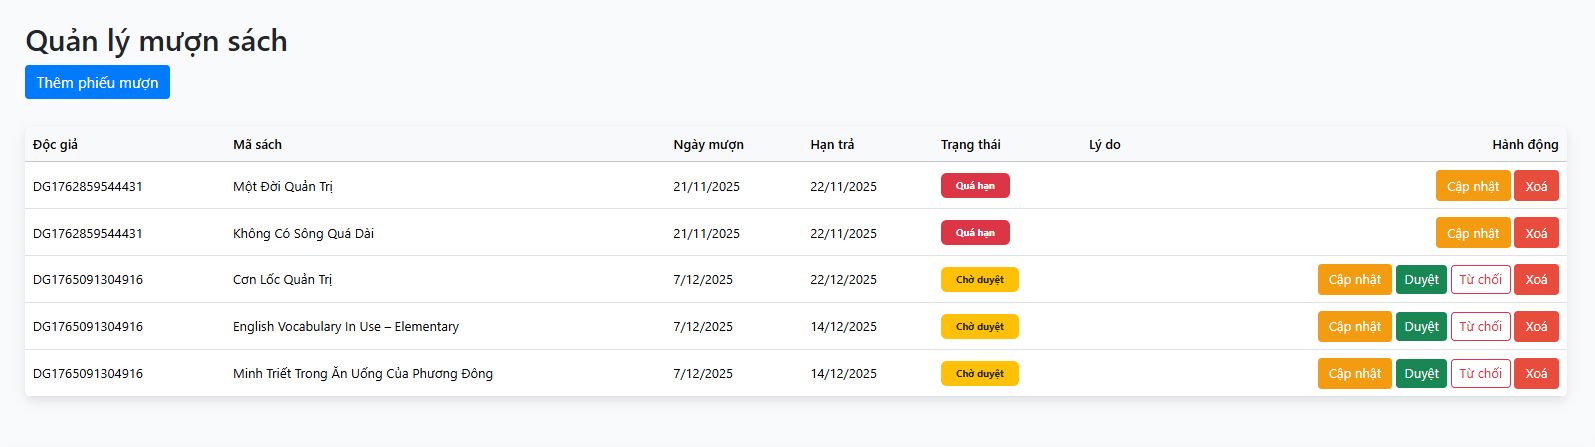 Quản lý mượn sách
Thêm phiếu mượn
Độc giả Mã sách Ngày mượn Hạn trả Trạng thái Lý do Hành động
DG1762859544431 Một Đời Quản Trị 21/11/2025 22/11/2025 Quá hạn Cập nhật Xoá
DG1762859544431 Không Có Sông Quá Dài 21/11/2025 22/11/2025 Quá hạn Cập nhật Xoá
DG1765091304916 Cơn Lốc Quản Trị 7/12/2025 22/12/2025 Chờ duyệt Cập nhật Duyệt Từ chối Xoá
DG1765091304916 English Vocabulary In Use – Elementary 7/12/2025 14/12/2025 Chờ duyệt Cập nhật Duyệt Từ chối Xoá
DG1765091304916 Minh Triết Trong Ăn Uống Của Phương Đông 7/12/2025 14/12/2025 Chờ duyệt Cập nhật Duyệt Từ chối Xoá